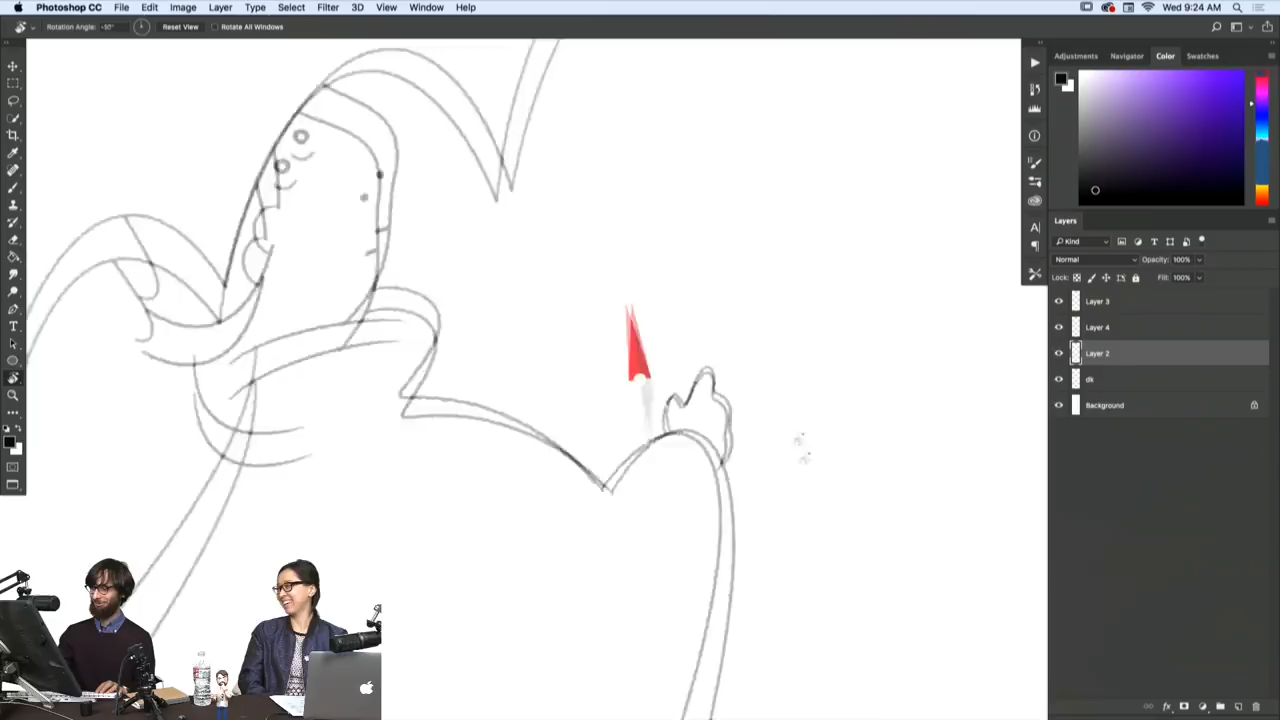 Photoshop CC File Edit Image Layer Type Select Filter 3D View Window Help
Wed 9:24 AM
Rotation Angle: -10° Reset View Rotate All Windows
Adjustments Navigator Color Swatches
Layers
Kind
Normal Opacity: 100%
Lock: Fill: 100%
Layer 3
Layer 4
Layer 2
dk
Background